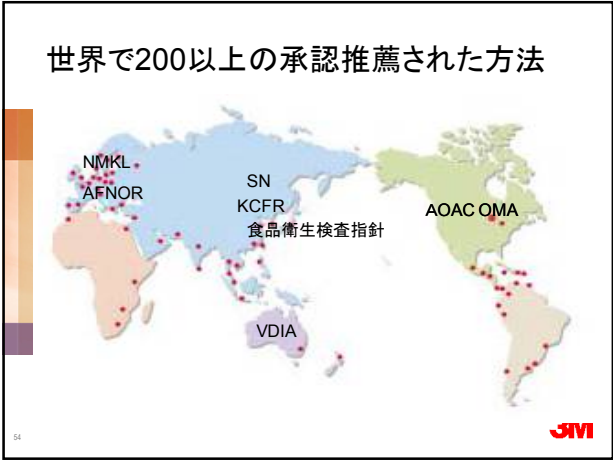 世界で200以上の承認推薦された方法
NMKL
AFNOR
SN
KCFR
食品衛生検査指針
AOAC OMA
VDIA
54
3M